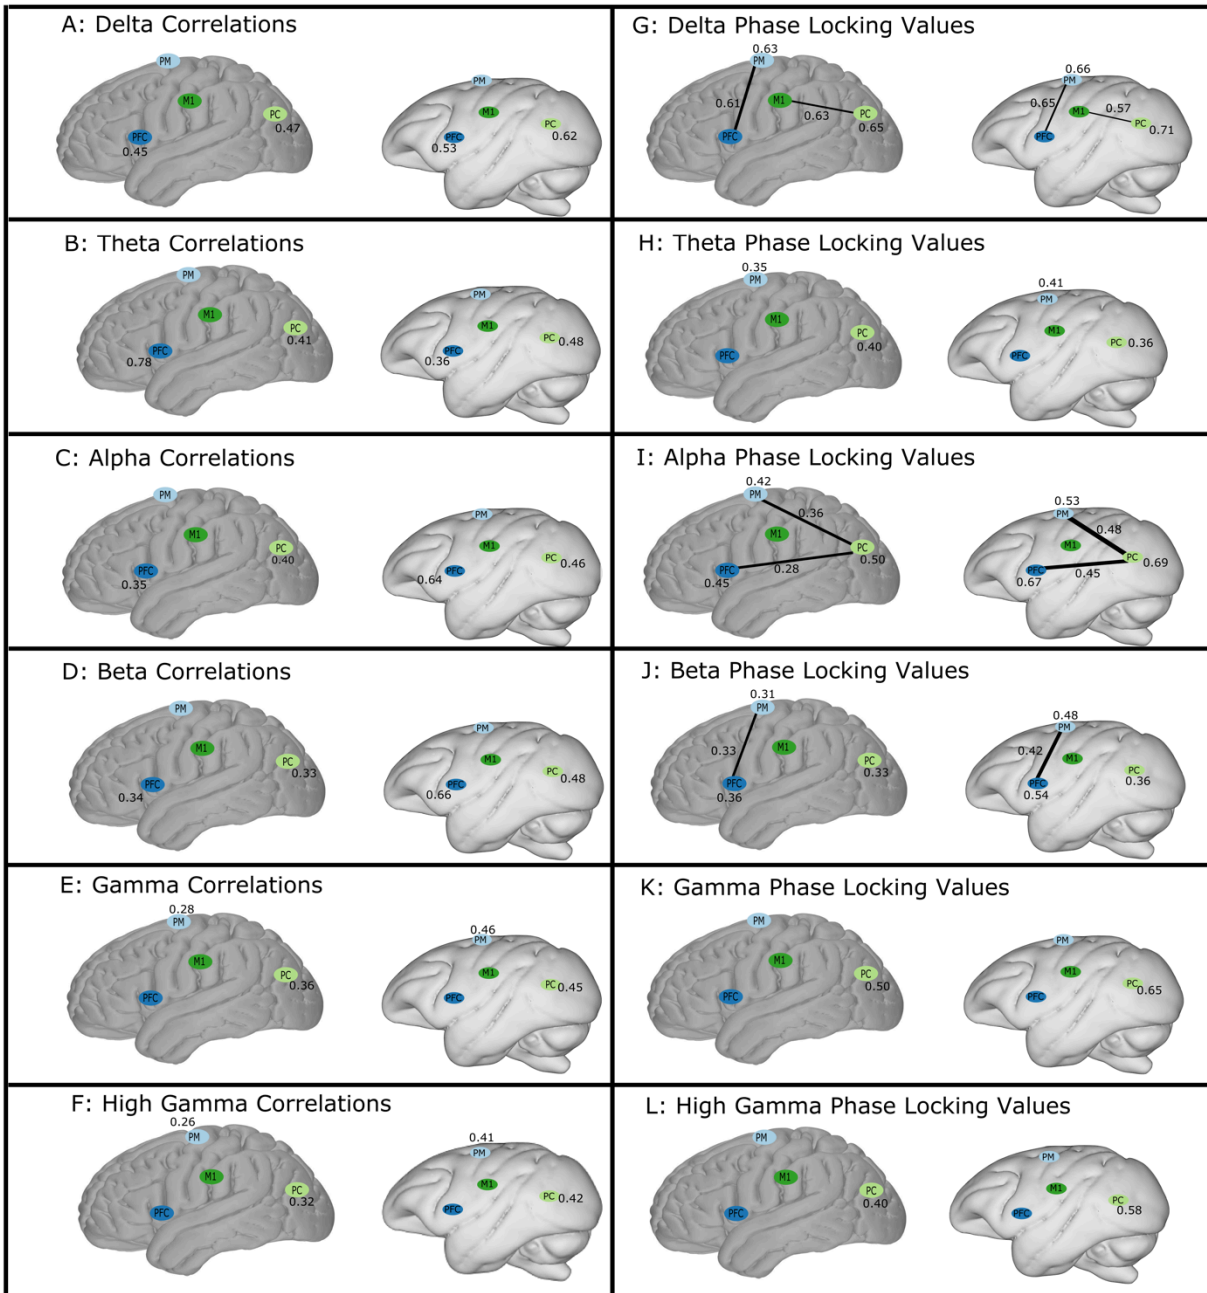 A: Delta Correlations
PM
M1
PC
0.47
PFC
0.45
PM
M1
PC
0.62
PFC
0.53
G: Delta Phase Locking Values
0.63
PM
0.61
M1
0.63
PC
0.65
PFC
0.66
PM
0.65
M1
0.57
PC
0.71
PFC
B: Theta Correlations
PM
M1
PC
0.41
PFC
0.78
PM
M1
PC
0.48
PFC
0.36
H: Theta Phase Locking Values
0.35
PM
M1
PC
0.40
PFC
0.41
PM
M1
PC 0.36
PFC
C: Alpha Correlations
PM
M1
PC
0.40
PFC
0.35
PM
M1
PC 0.46
PFC
0.64
I: Alpha Phase Locking Values
0.42
PM
0.36
M1
PC
0.50
0.28
PFC
0.45
0.53
PM
0.48
M1
PC
0.69
0.45
PFC
0.67
D: Beta Correlations
PM
M1
PC
0.33
PFC
0.34
PM
M1
PC
0.48
PFC
0.66
J: Beta Phase Locking Values
0.31
PM
0.33
M1
PC
0.33
PFC
0.36
0.48
PM
0.42
M1
PC
0.36
PFC
0.54
E: Gamma Correlations
0.28
PM
M1
PC
0.36
PFC
0.46
PM
M1
PC
0.45
PFC
K: Gamma Phase Locking Values
PM
M1
PC
0.50
PFC
PM
M1
PC
0.65
PFC
F: High Gamma Correlations
0.26
PM
M1
PC
0.32
PFC
0.41
PM
M1
PC 0.42
PFC
L: High Gamma Phase Locking Values
PM
M1
PC
0.40
PFC
PM
M1
PC
0.58
PFC